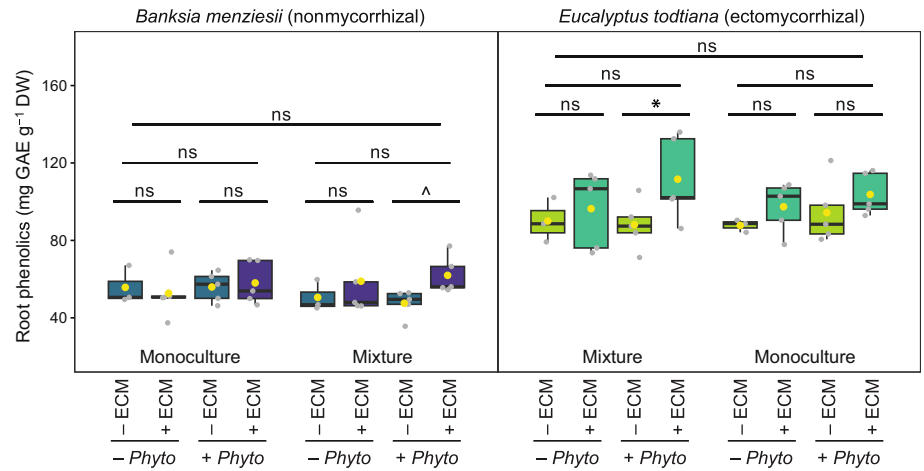 Banksia menziesii (nonmycorrhizal)
Eucalyptus todtiana (ectomycorrhizal)
Root phenolics (mg GAE g−1 DW)
160
120
80
40
ns
ns
ns
ns
ns
ns
ns
^
Monoculture
Mixture
ns
ns
ns
ns
*
ns
ns
Mixture
Monoculture
− ECM
+ ECM
− ECM
+ ECM
− ECM
+ ECM
− ECM
+ ECM
− ECM
+ ECM
− ECM
+ ECM
− ECM
+ ECM
− ECM
+ ECM
− Phyto
+ Phyto
− Phyto
+ Phyto
− Phyto
+ Phyto
− Phyto
+ Phyto